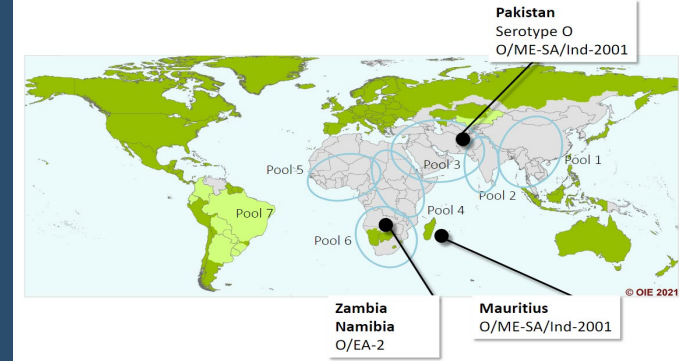 Pakistan
Serotype O
O/ME-SA/Ind-2001
Pool 5
Pool 3
Pool 1
Pool 2
Pool 7
Pool 4
Pool 6
© OIE 2021
Zambia
Namibia
O/EA-2
Mauritius
O/ME-SA/Ind-2001